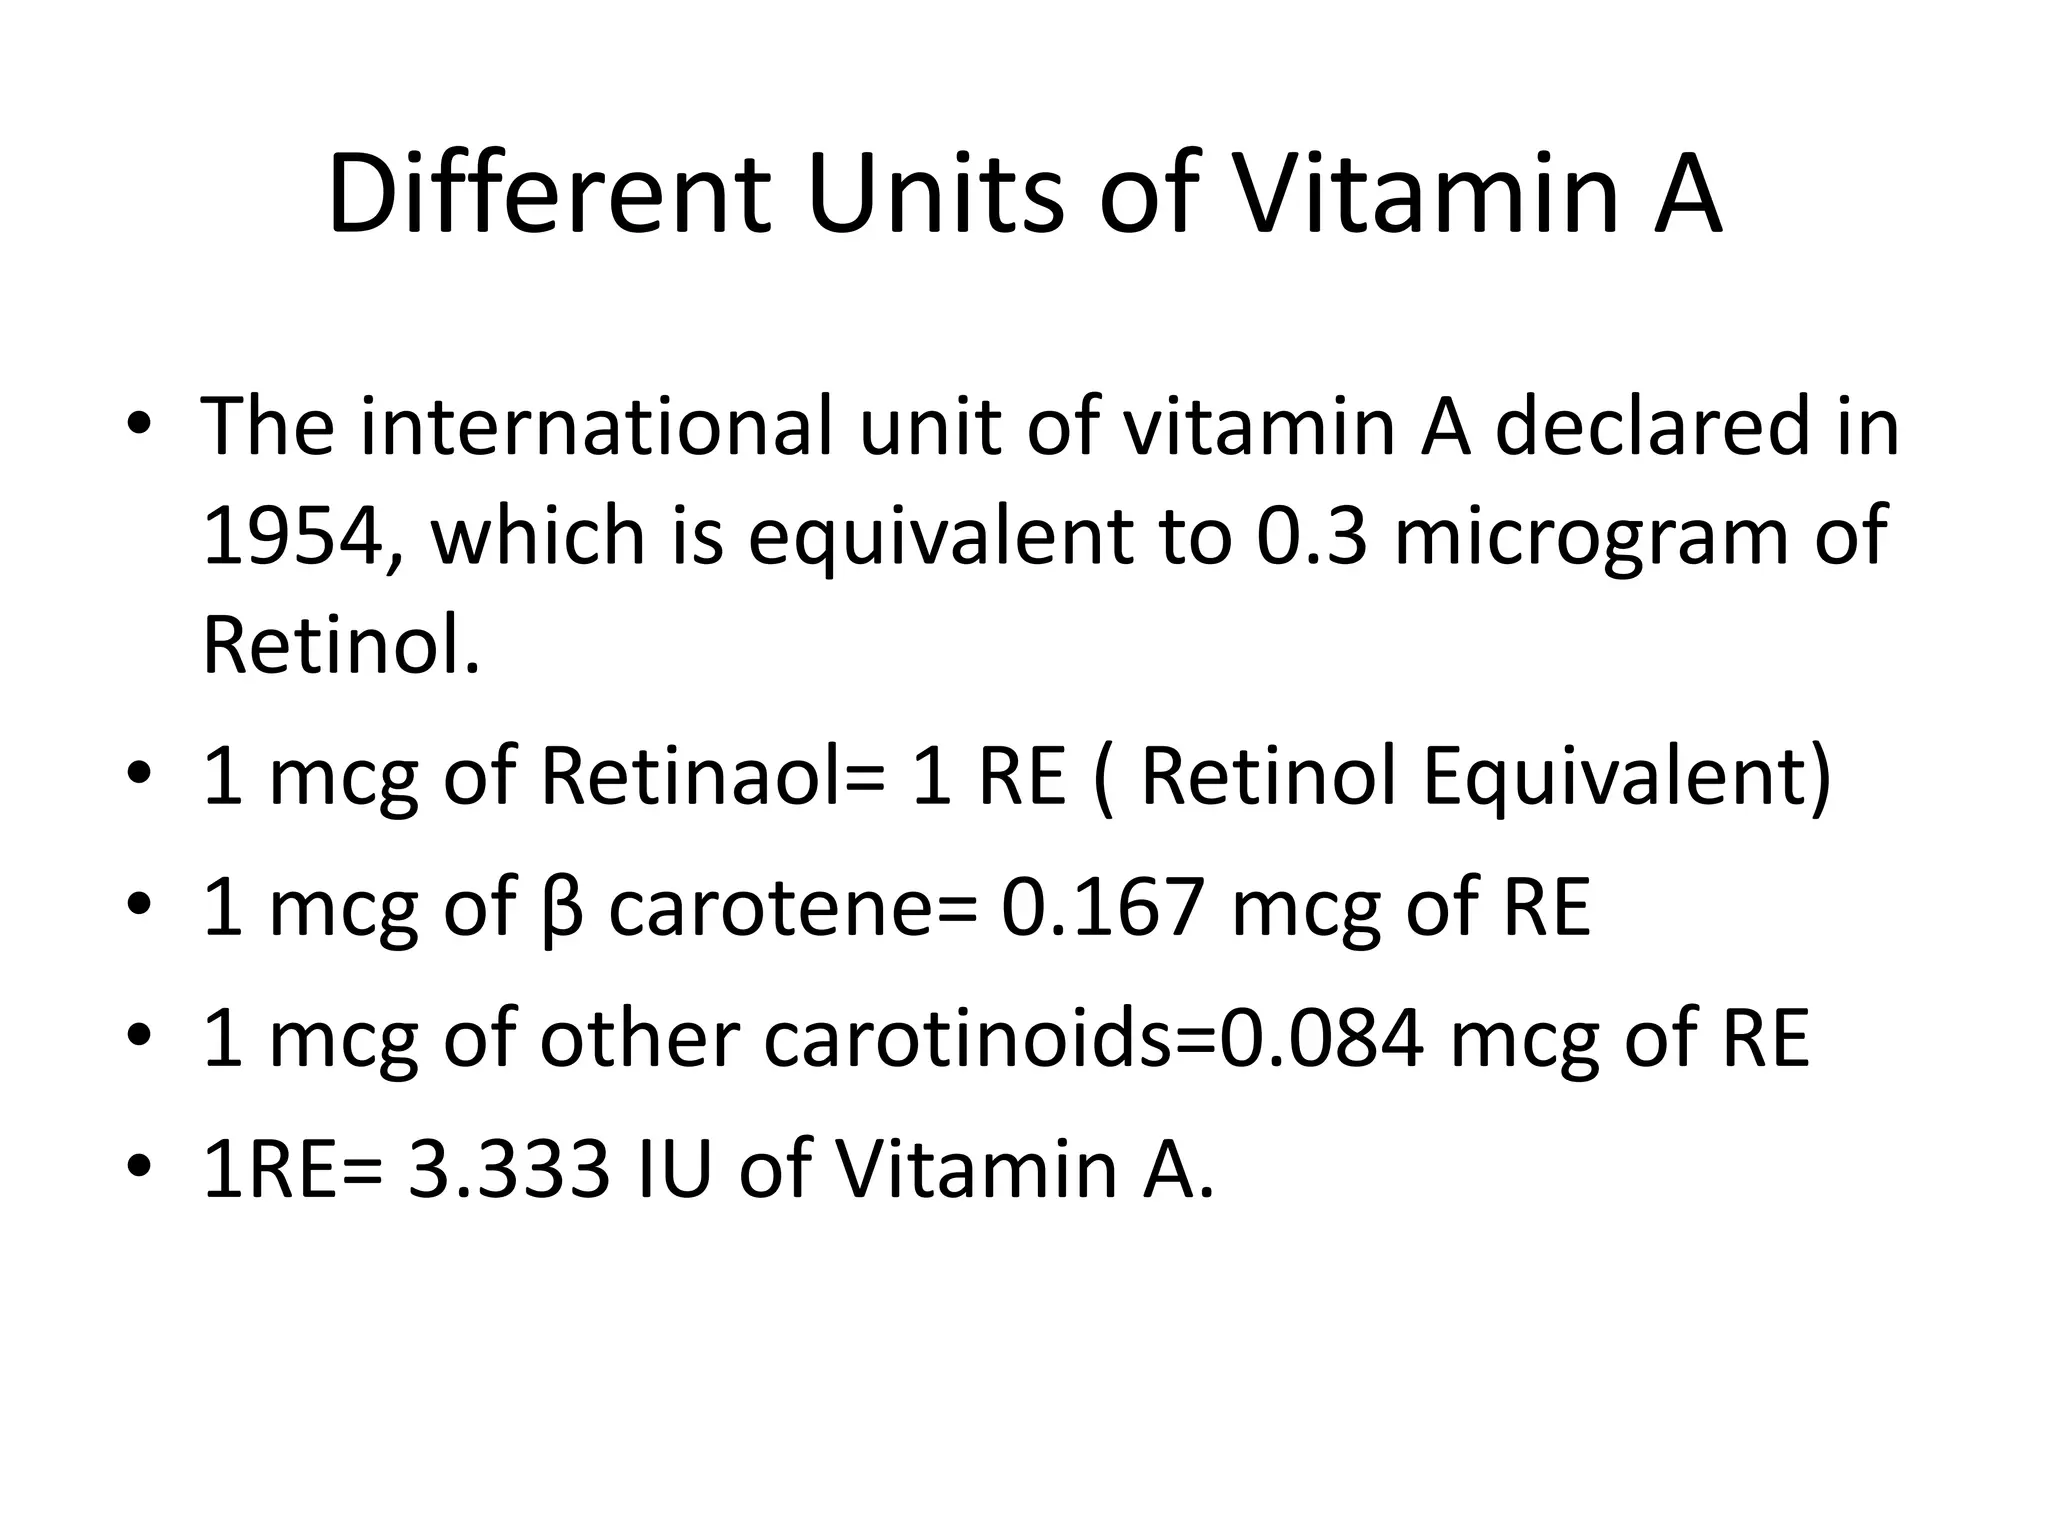 Different Units of Vitamin A
• The international unit of vitamin A declared in
1954, which is equivalent to 0.3 microgram of
Retinol.
• 1 mcg of Retinaol= 1 RE ( Retinol Equivalent)
• 1 mcg of β carotene= 0.167 mcg of RE
• 1 mcg of other carotinoids=0.084 mcg of RE
• 1RE= 3.333 IU of Vitamin A.